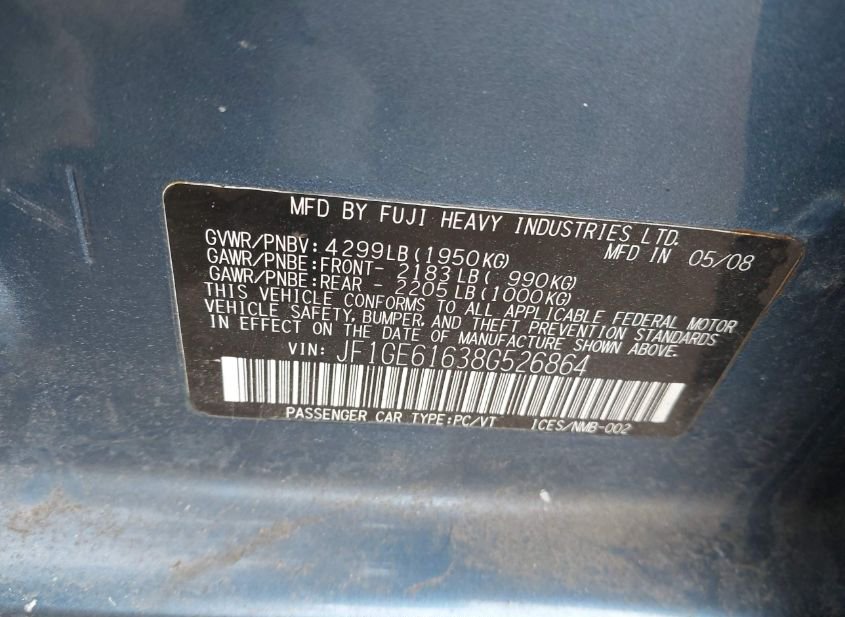 MFD BY FUJI HEAVY INDUSTRIES LTD.
GVWR/PNBV: 4299LB(1950KG) MFD IN 05/08
GAWR/PNBE:FRONT- 2183LB( 990KG)
GAWR/PNBE:REAR - 2205LB(1000KG)
THIS VEHICLE CONFORMS TO ALL APPLICABLE FEDERAL MOTOR
VEHICLE SAFETY, BUMPER, AND THEFT PREVENTION STANDARDS
IN EFFECT ON THE DATE OF MANUFACTURE SHOWN ABOVE.
VIN: JF1GE61638G526864
PASSENGER CAR TYPE:PC/VT ICES/NMB-002